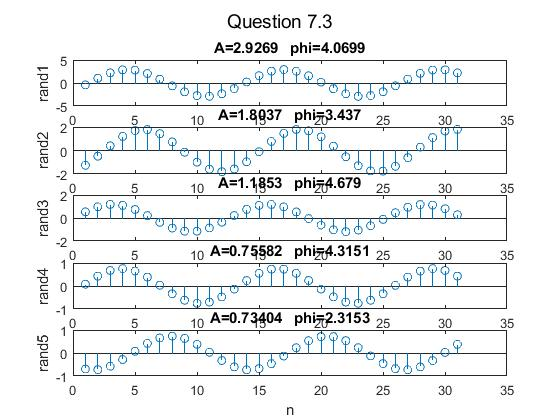 Question 7.3
A=2.9269 phi=4.0699
5
0
-5
rand1
0 5 10 15 20 25 30 35
A=1.8037 phi=3.437
2
0
-2
rand2
0 5 10 15 20 25 30 35
A=1.1853 phi=4.679
2
0
-2
rand3
0 5 10 15 20 25 30 35
A=0.75582 phi=4.3151
1
0
-1
rand4
0 5 10 15 20 25 30 35
A=0.73404 phi=2.3153
1
0
-1
rand5
0 5 10 15 20 25 30 35
n